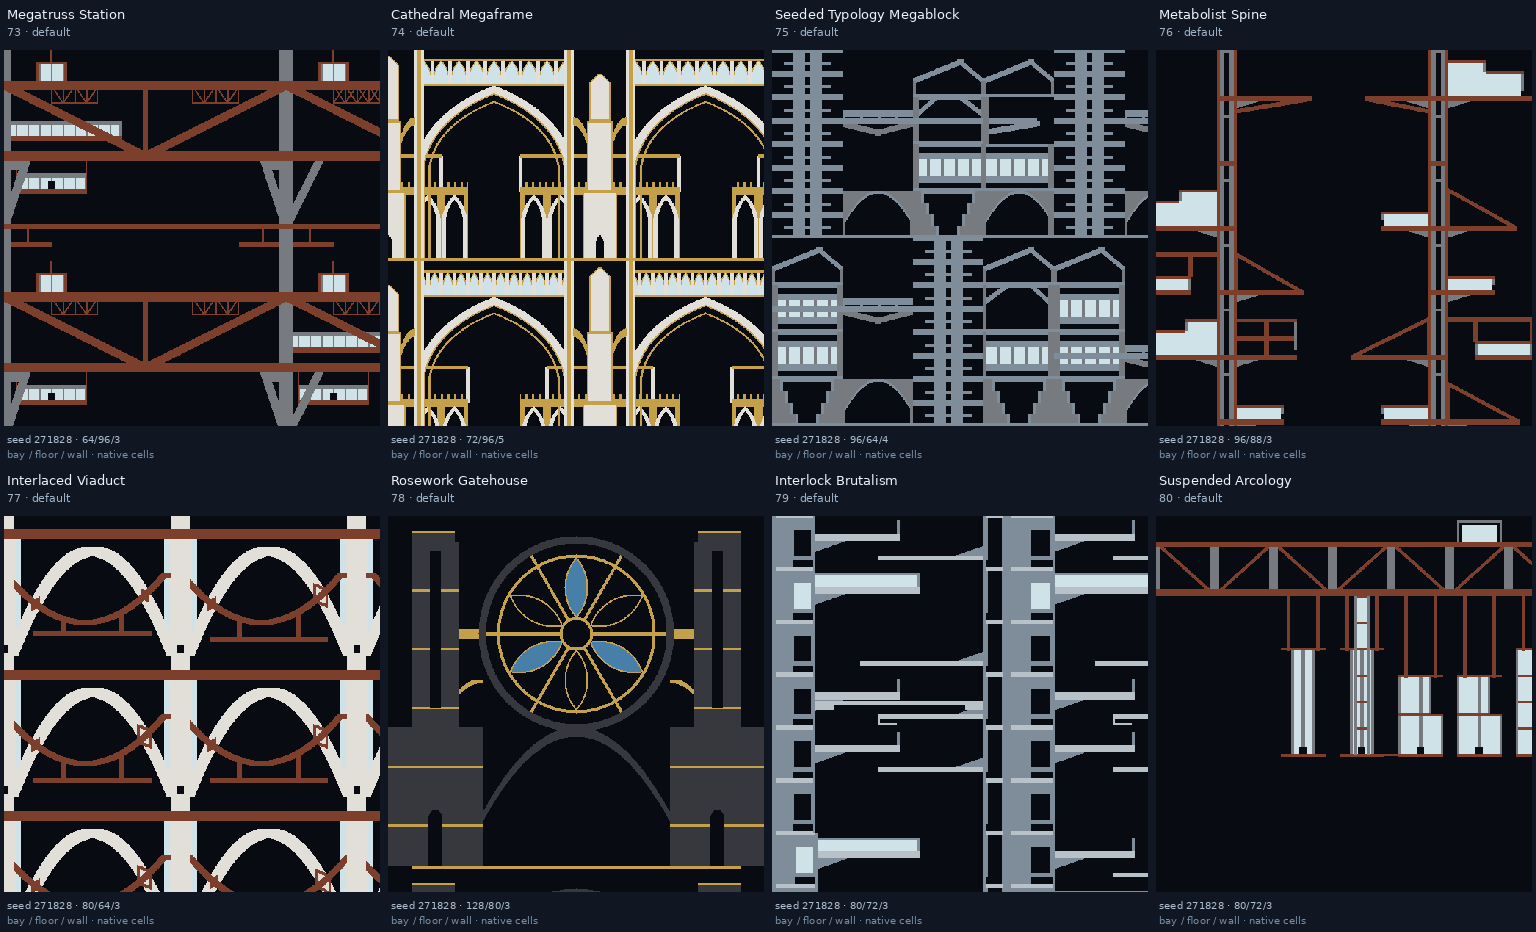 Megatruss Station
73 · default
Cathedral Megaframe
74 · default
Seeded Typology Megablock
75 · default
Metabolist Spine
76 · default
seed 271828 · 64/96/3
bay / floor / wall · native cells
seed 271828 · 72/96/5
bay / floor / wall · native cells
seed 271828 · 96/64/4
bay / floor / wall · native cells
seed 271828 · 96/88/3
bay / floor / wall · native cells
Interlaced Viaduct
77 · default
Rosework Gatehouse
78 · default
Interlock Brutalism
79 · default
Suspended Arcology
80 · default
seed 271828 · 80/64/3
bay / floor / wall · native cells
seed 271828 · 128/80/3
bay / floor / wall · native cells
seed 271828 · 80/72/3
bay / floor / wall · native cells
seed 271828 · 80/72/3
bay / floor / wall · native cells